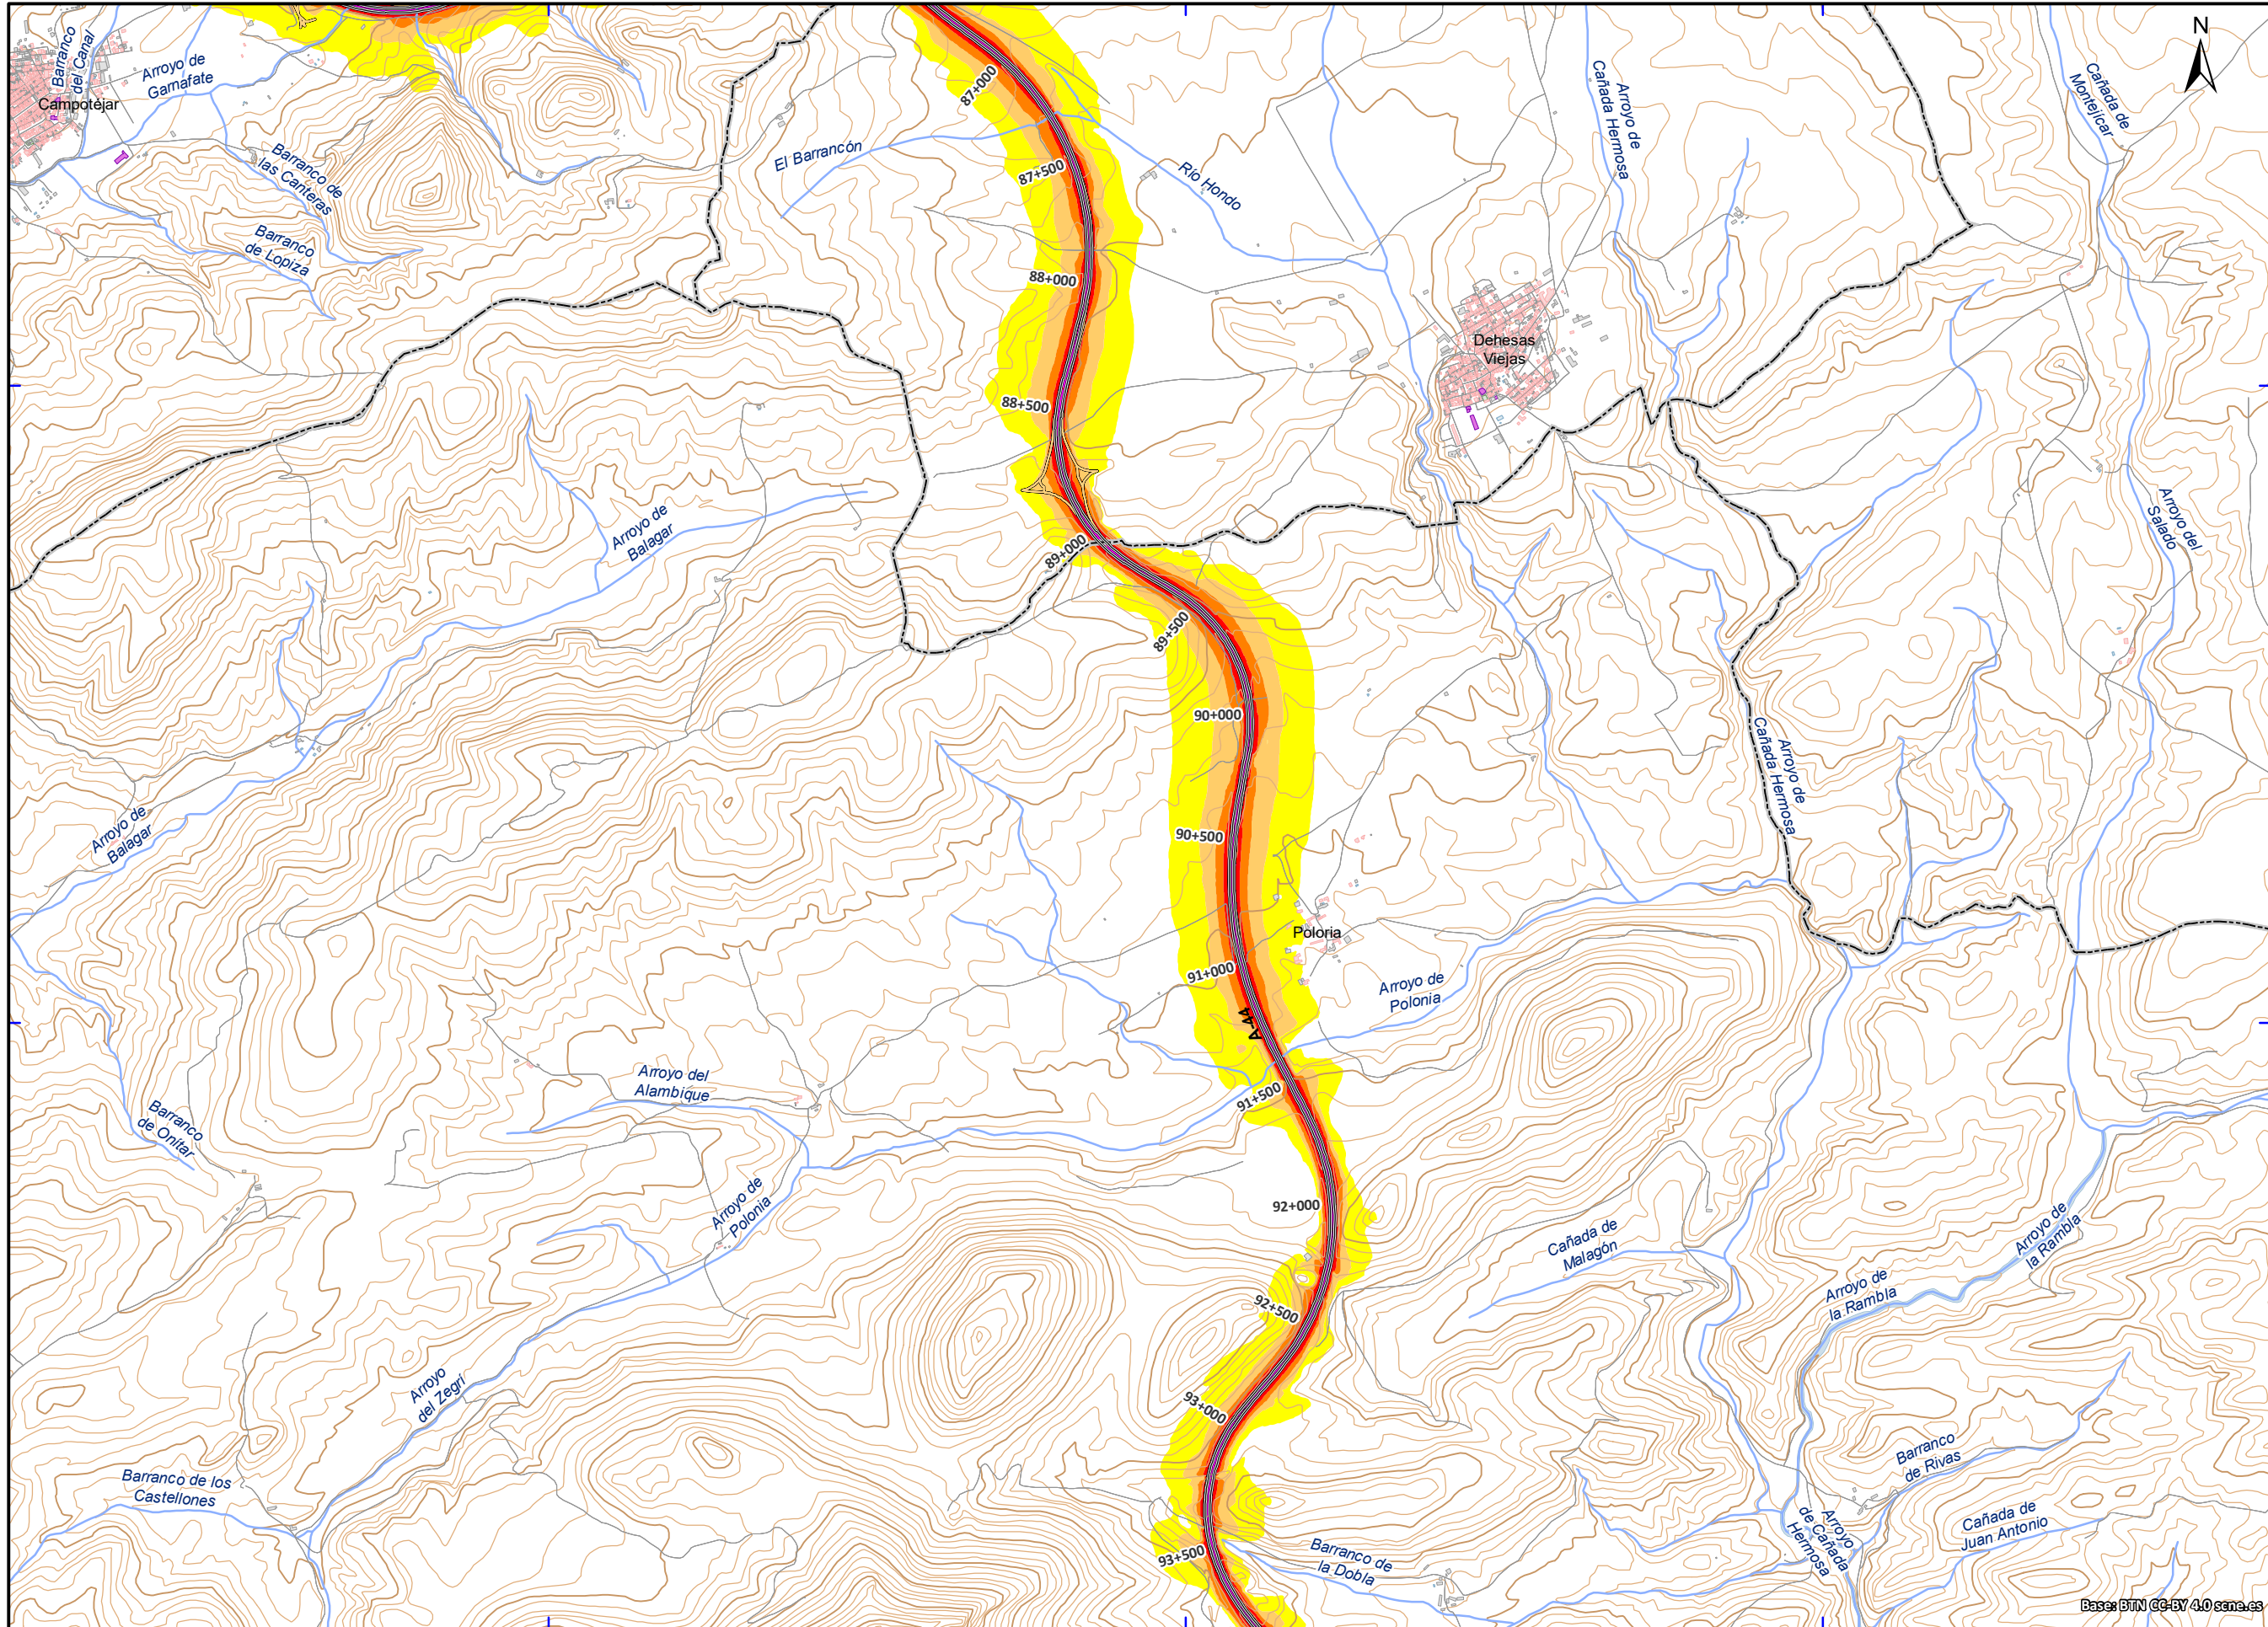 N
Barranco
del Canal
Arroyo de
Garnafate
Campotéjar
Barranco de
las Canteras
Barranco
de Lopiza
87+000
El Barrancón
87+500
Río Hondo
Arroyo de
Cañada Hermosa
Cañada de
Montejícar
88+000
Dehesas
Viejas
88+500
Arroyo de
Balagar
89+000
Arroyo del
Salado
89+500
90+000
Arroyo de
Cañada Hermosa
Arroyo de
Balagar
90+500
Poloria
91+000
Arroyo de
Polonia
A-44
Arroyo del
Alambique
91+500
Barranco
de Onítar
Arroyo de
Polonia
92+000
Cañada de
Malagón
Arroyo de
la Rambla
Arroyo de
la Rambla
92+500
Arroyo
del Zegrí
93+000
Barranco
de Rivas
Barranco de los
Castellones
Arroyo
de Cañada
Hermosa
Cañada de
Juan Antonio
93+500
Barranco de
la Dobla
Base: BTN CC-BY 4.0 scne.es